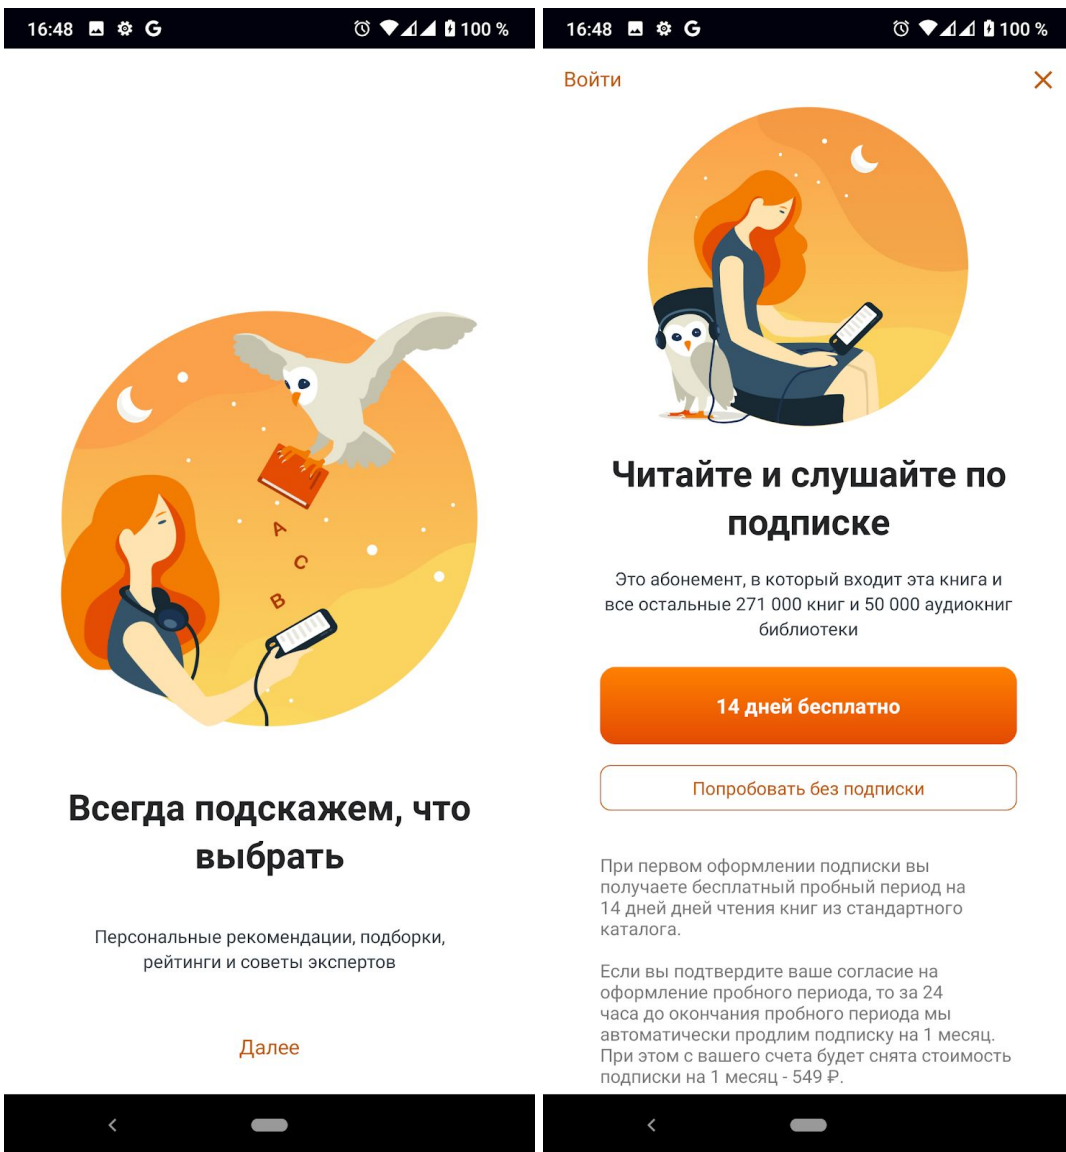 16:48 G 100 %
A
C
B
Всегда подскажем, что
выбрать
Персональные рекомендации, подборки,
рейтинги и советы экспертов
Далее
16:48 G 100 %
Войти
Читайте и слушайте по
подписке
Это абонемент, в который входит эта книга и
все остальные 271 000 книг и 50 000 аудиокниг
библиотеки
14 дней бесплатно
Попробовать без подписки
При первом оформлении подписки вы
получаете бесплатный пробный период на
14 дней дней чтения книг из стандартного
каталога.
Если вы подтвердите ваше согласие на
оформление пробного периода, то за 24
часа до окончания пробного периода мы
автоматически продлим подписку на 1 месяц.
При этом с вашего счета будет снята стоимость
подписки на 1 месяц - 549 ₽.